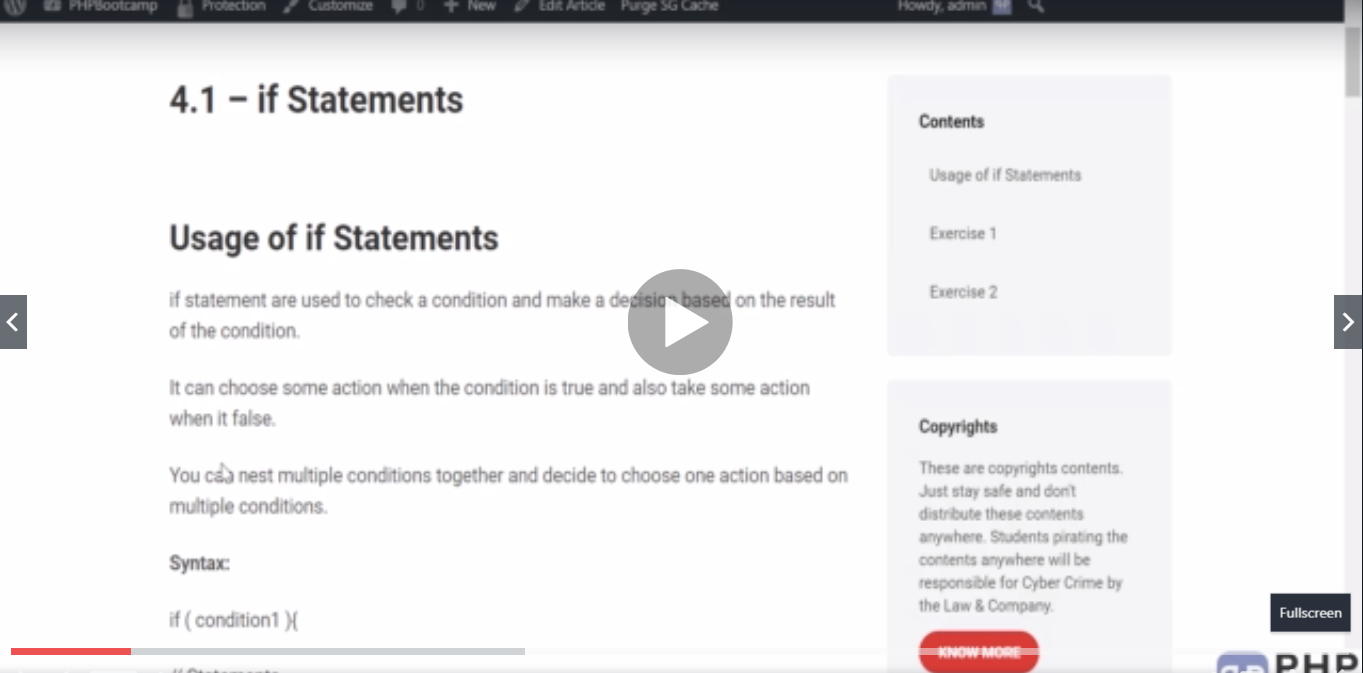 PHPBootcamp Protection Customize 0 New Edit Article Purge SG Cache Howdy, admin
4.1 – if Statements
Usage of if Statements
if statement are used to check a condition and make a decision based on the result
of the condition.
It can choose some action when the condition is true and also take some action
when it false.
You can nest multiple conditions together and decide to choose one action based on
multiple conditions.
Syntax:
if ( condition1 ){
// Statements
Contents
Usage of if Statements
Exercise 1
Exercise 2
Copyrights
These are copyrights contents.
Just stay safe and don't
distribute these contents
anywhere. Students pirating the
contents anywhere will be
responsible for Cyber Crime by
the Law & Company.
KNOW MORE
Fullscreen
PHP